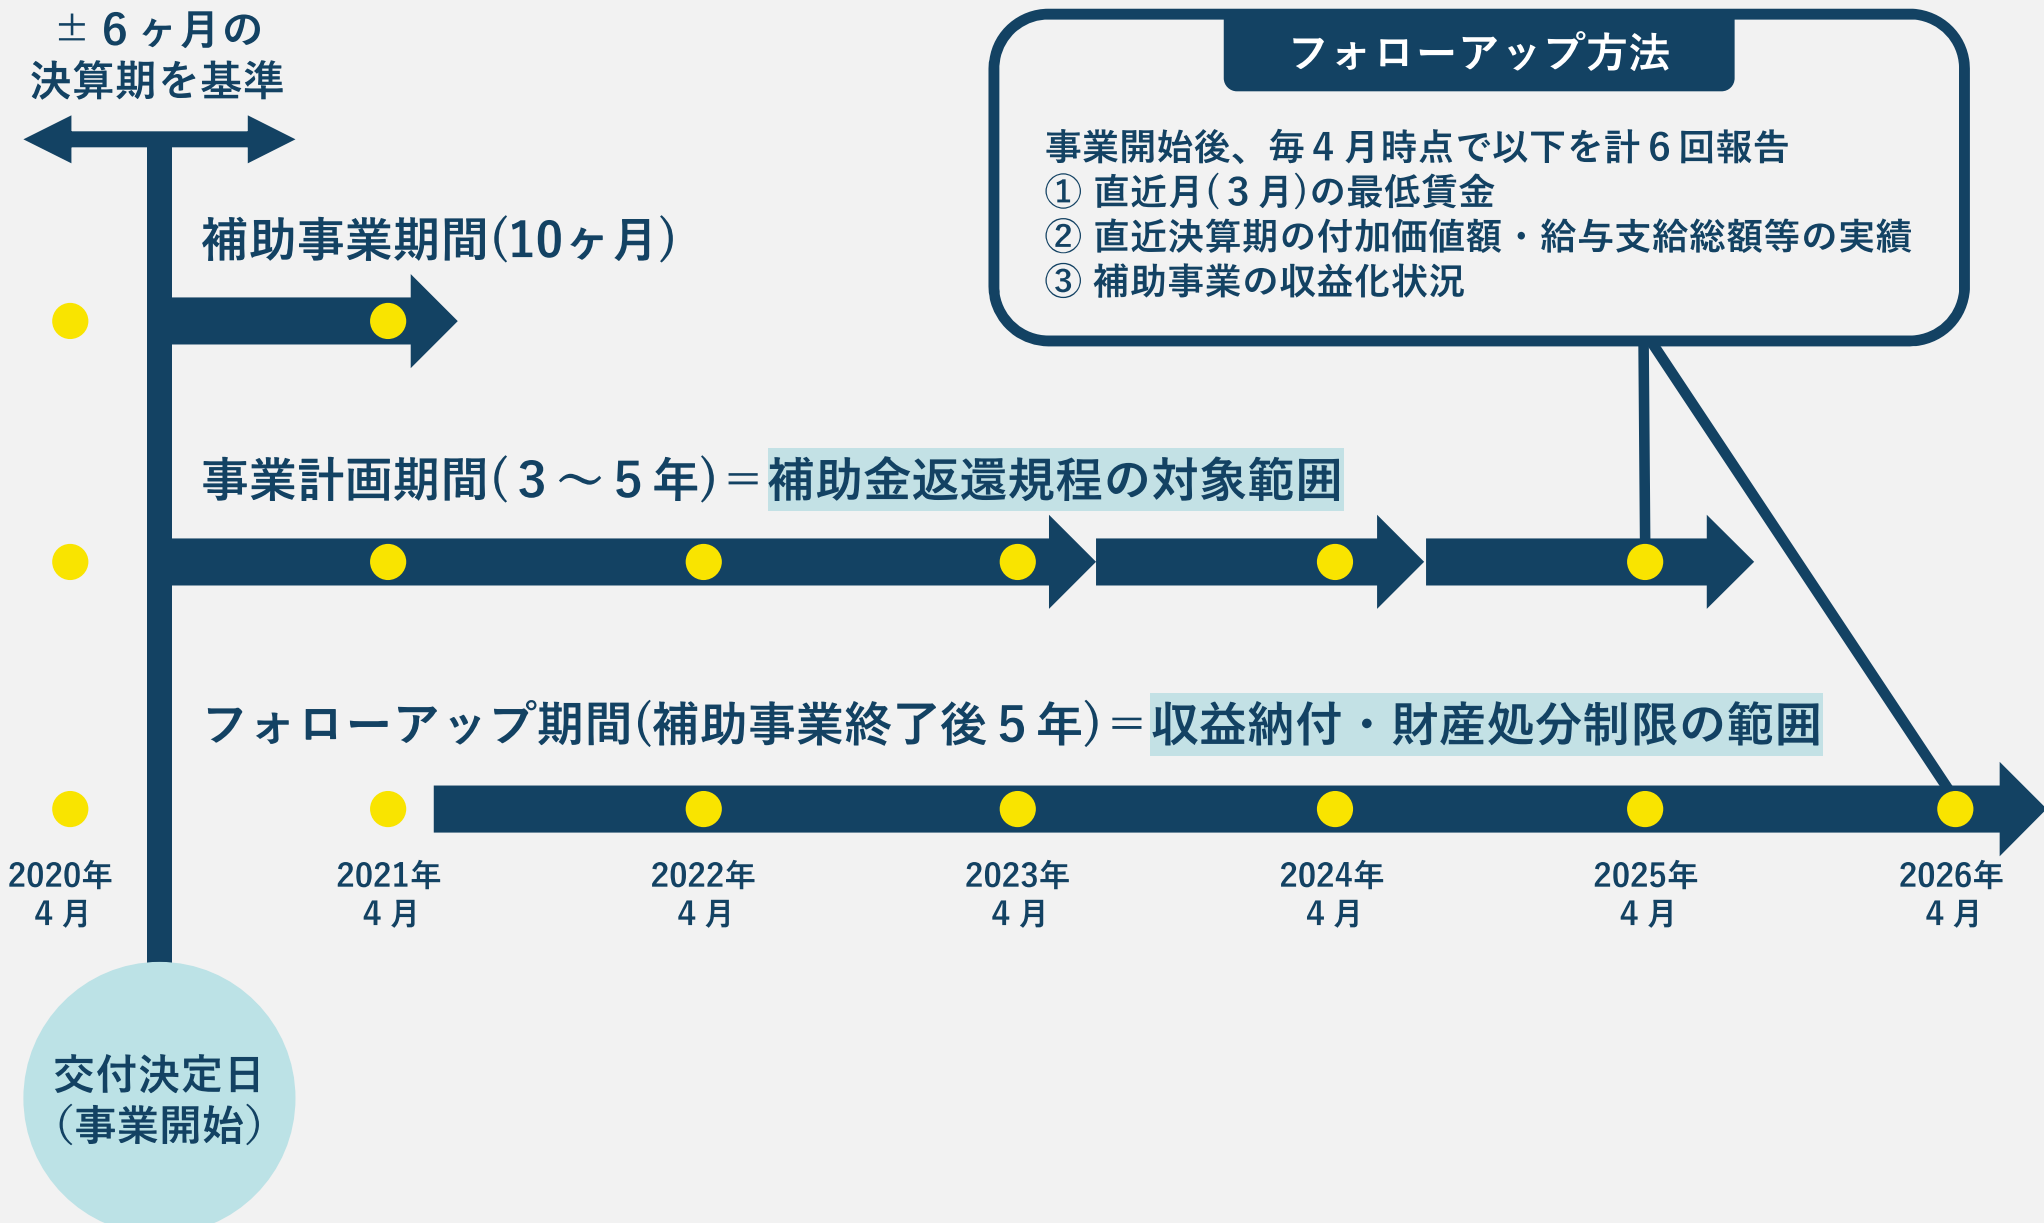 ±６ヶ月の
決算期を基準
フォローアップ方法
事業開始後、毎４月時点で以下を計６回報告
① 直近月(３月)の最低賃金
② 直近決算期の付加価値額・給与支給総額等の実績
③ 補助事業の収益化状況
補助事業期間(10ヶ月)
事業計画期間(３～５年)＝補助金返還規程の対象範囲
フォローアップ期間(補助事業終了後５年)＝収益納付・財産処分制限の範囲
2020年
４月
2021年
４月
2022年
４月
2023年
４月
2024年
４月
2025年
４月
2026年
４月
交付決定日
（事業開始）